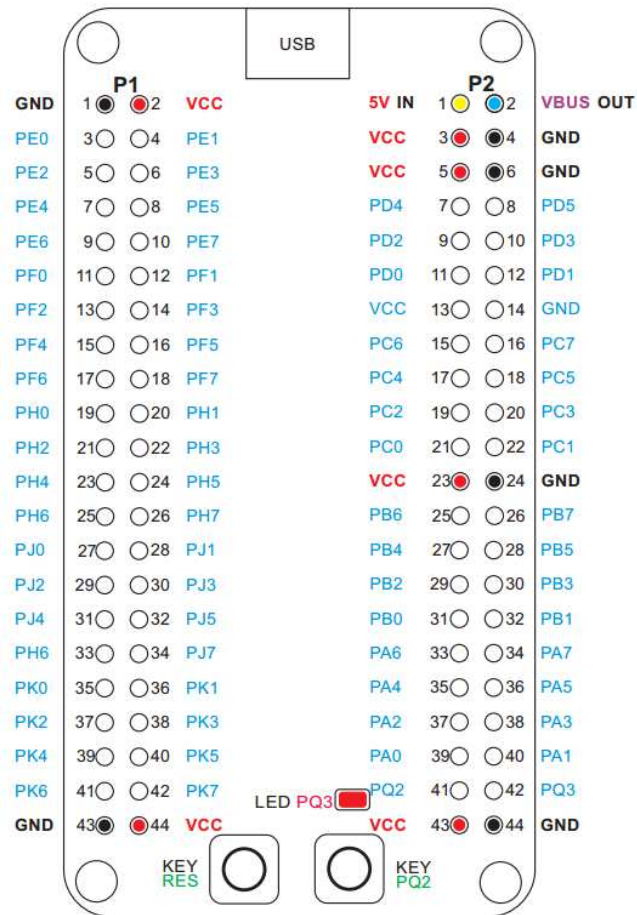 USB
P1 P2
GND 1 2 VCC 5V IN 1 2 VBUS OUT
PE0 3 4 PE1 VCC 3 4 GND
PE2 5 6 PE3 VCC 5 6 GND
PE4 7 8 PE5 PD4 7 8 PD5
PE6 9 10 PE7 PD2 9 10 PD3
PF0 11 12 PF1 PD0 11 12 PD1
PF2 13 14 PF3 VCC 13 14 GND
PF4 15 16 PF5 PC6 15 16 PC7
PF6 17 18 PF7 PC4 17 18 PC5
PH0 19 20 PH1 PC2 19 20 PC3
PH2 21 22 PH3 PC0 21 22 PC1
PH4 23 24 PH5 VCC 23 24 GND
PH6 25 26 PH7 PB6 25 26 PB7
PJ0 27 28 PJ1 PB4 27 28 PB5
PJ2 29 30 PJ3 PB2 29 30 PB3
PJ4 31 32 PJ5 PB0 31 32 PB1
PH6 33 34 PJ7 PA6 33 34 PA7
PK0 35 36 PK1 PA4 35 36 PA5
PK2 37 38 PK3 PA2 37 38 PA3
PK4 39 40 PK5 PA0 39 40 PA1
PK6 41 42 PK7 PQ2 41 42 PQ3
LED PQ3
GND 43 44 VCC VCC 43 44 GND
KEY KEY
RES PQ2